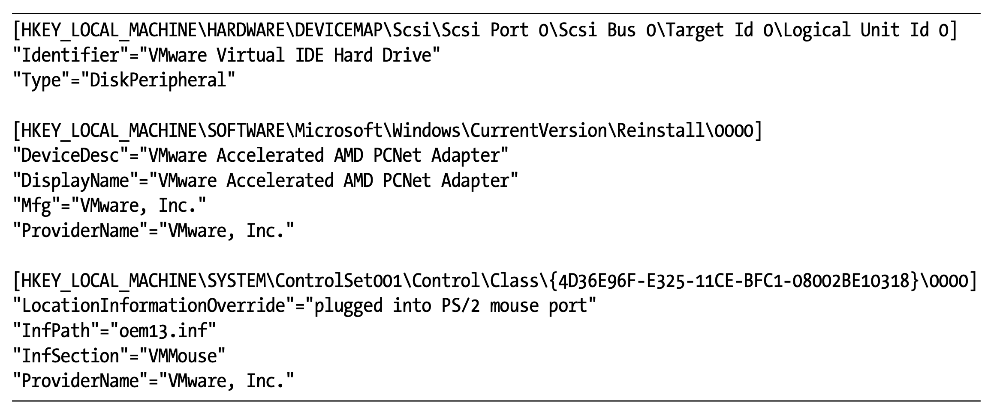 [HKEY_LOCAL_MACHINE\HARDWARE\DEVICEMAP\Scsi\Scsi Port 0\Scsi Bus 0\Target Id 0\Logical Unit Id 0]
"Identifier"="VMware Virtual IDE Hard Drive"
"Type"="DiskPeripheral"

[HKEY_LOCAL_MACHINE\SOFTWARE\Microsoft\Windows\CurrentVersion\Reinstall\0000]
"DeviceDesc"="VMware Accelerated AMD PCNet Adapter"
"DisplayName"="VMware Accelerated AMD PCNet Adapter"
"Mfg"="VMware, Inc."
"ProviderName"="VMware, Inc."

[HKEY_LOCAL_MACHINE\SYSTEM\ControlSet001\Control\Class\{4D36E96F-E325-11CE-BFC1-08002BE10318}\0000]
"LocationInformationOverride"="plugged into PS/2 mouse port"
"InfPath"="oem13.inf"
"InfSection"="VMMouse"
"ProviderName"="VMware, Inc."